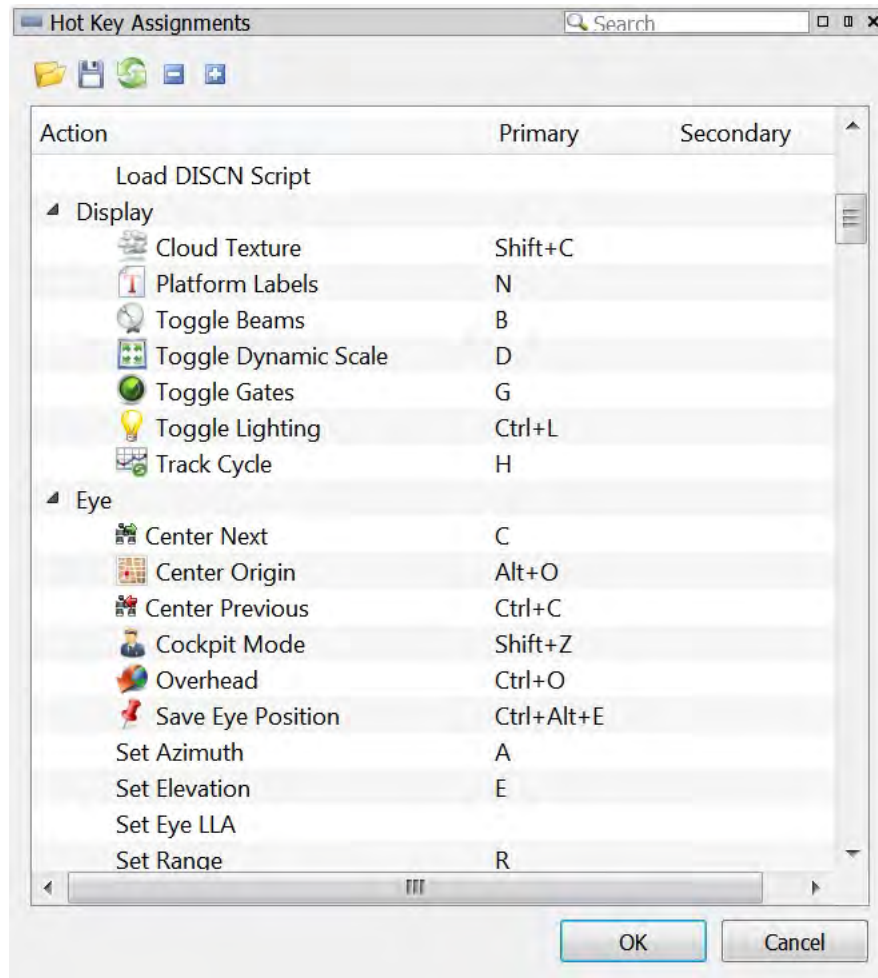 Hot Key Assignments Search
Action Primary Secondary
Load DISCN Script
Display
Cloud Texture Shift+C
Platform Labels N
Toggle Beams B
Toggle Dynamic Scale D
Toggle Gates G
Toggle Lighting Ctrl+L
Track Cycle H
Eye
Center Next C
Center Origin Alt+O
Center Previous Ctrl+C
Cockpit Mode Shift+Z
Overhead Ctrl+O
Save Eye Position Ctrl+Alt+E
Set Azimuth A
Set Elevation E
Set Eye LLA
Set Range R
OK Cancel